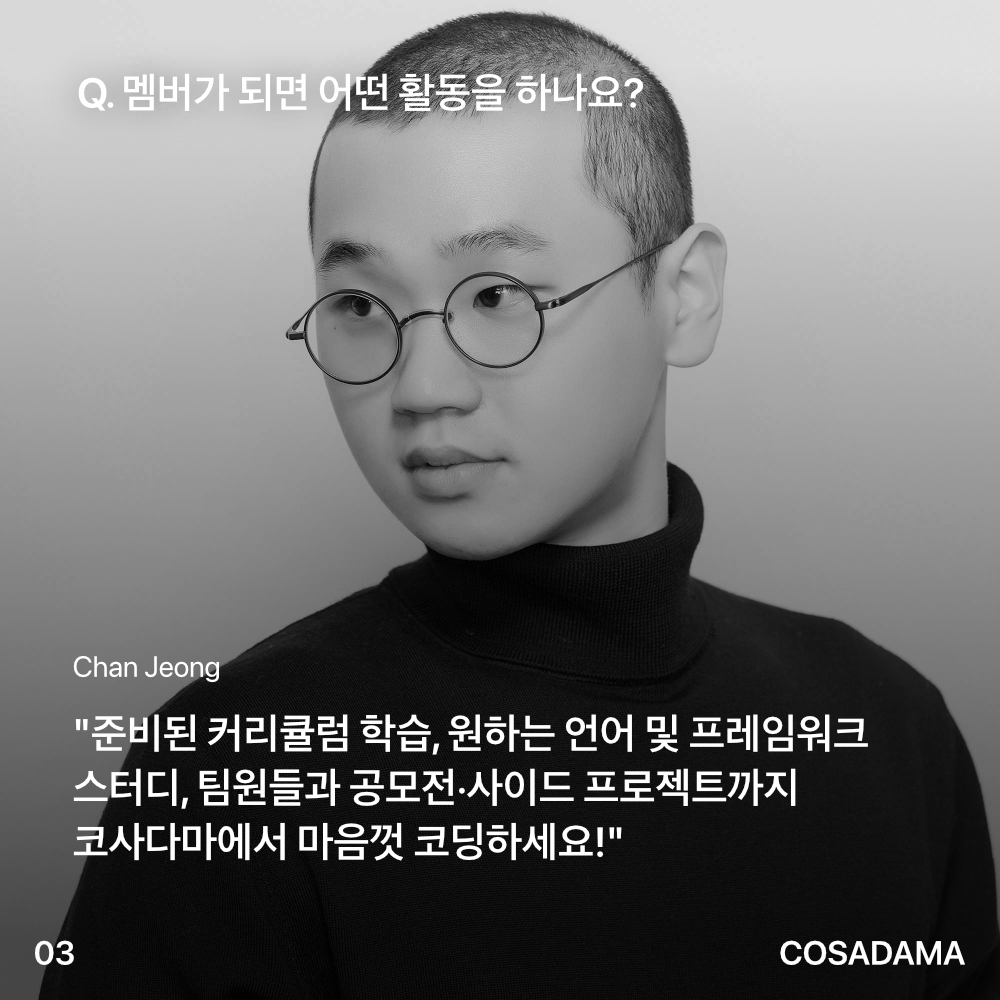 Q. 멤버가 되면 어떤 활동을 하나요?
Chan Jeong
"준비된 커리큘럼 학습, 원하는 언어 및 프레임워크
스터디, 팀원들과 공모전·사이드 프로젝트까지
코사다마에서 마음껏 코딩하세요!"
03
COSADAMA